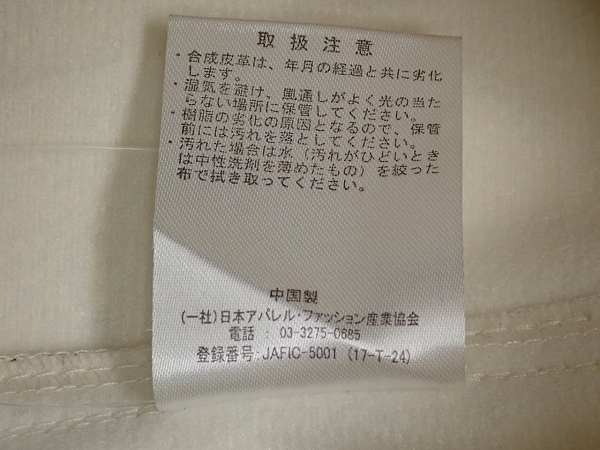 取扱注意
・合成皮革は、年月の経過と共に劣化
します。
・湿気を避け、風通しがよく光の当た
らない場所に保管してください。
・樹脂の劣化の原因となるので、保管
前には汚れを落としてください。
・汚れた場合は水（汚れがひどいとき
は中性洗剤を薄めたもの）を絞った
布で拭き取ってください。
中国製
(一社)日本アパレル・ファッション産業協会
電話 : 03-3275-0685
登録番号:JAFIC-5001 (17-T-24)